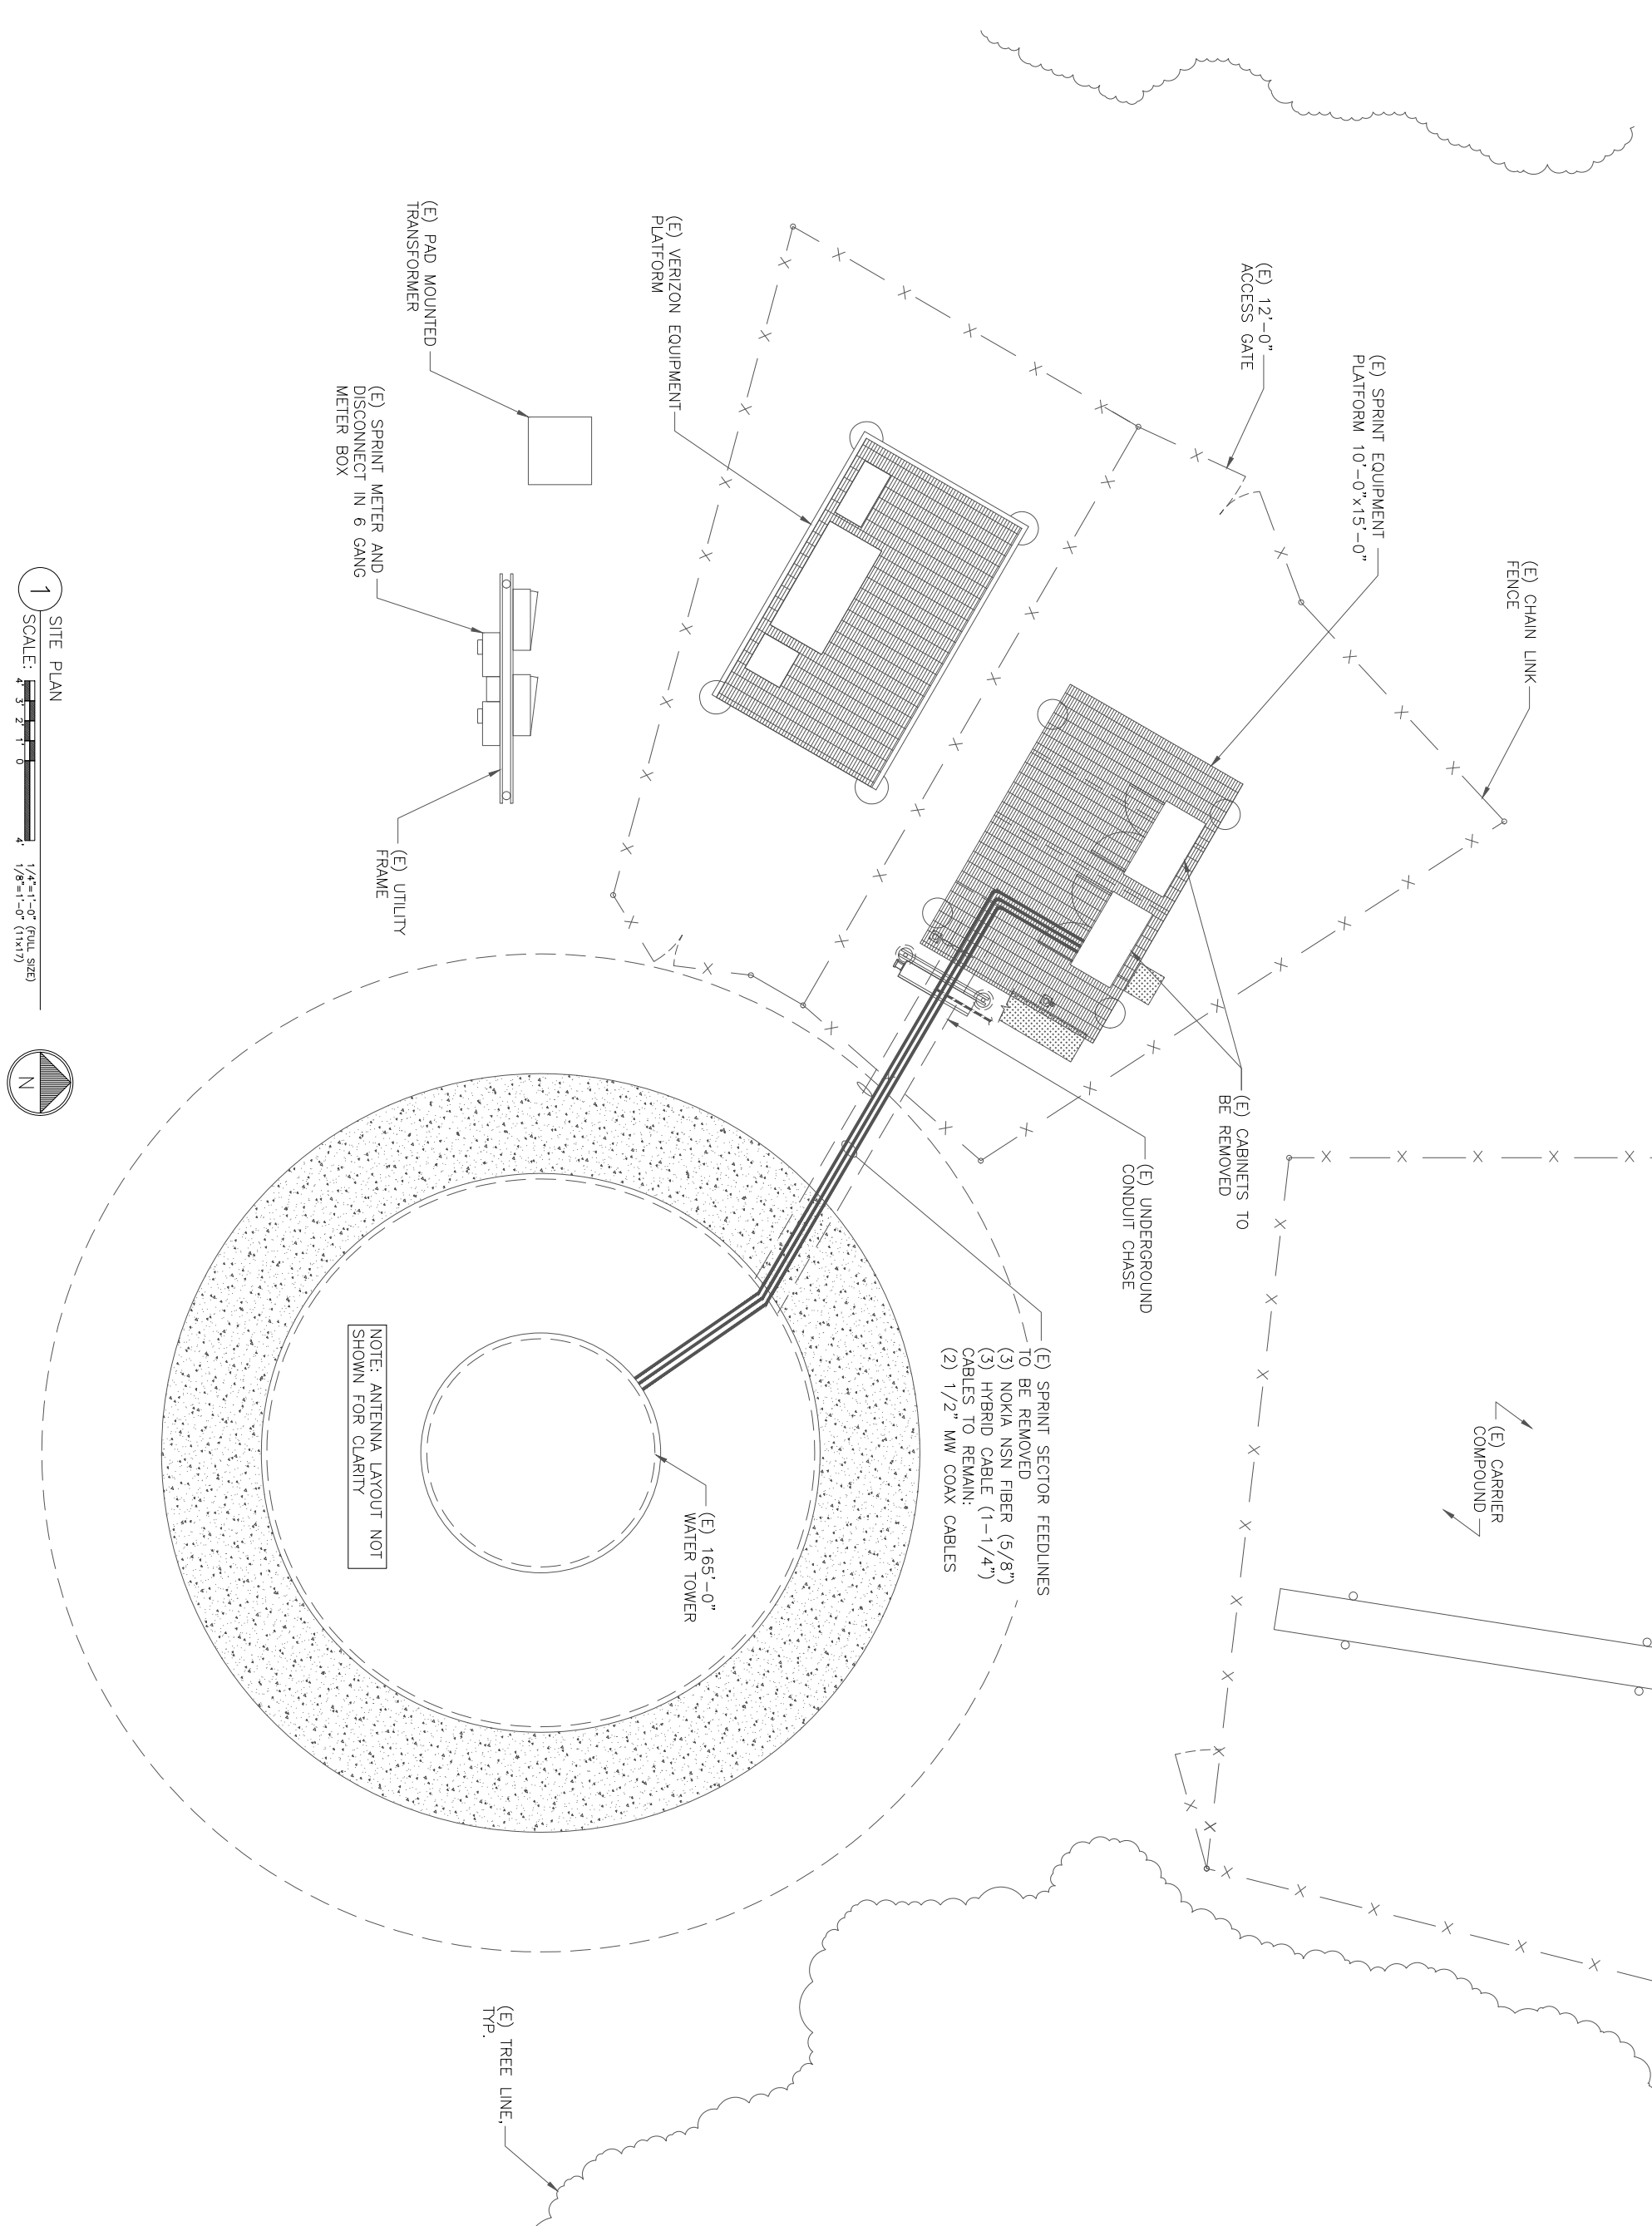 (E) CHAIN LINK
FENCE
(E) SPRINT EQUIPMENT
PLATFORM 10'-0"x15'-0"
(E) 12'-0"
ACCESS GATE
(E) VERIZON EQUIPMENT
PLATFORM
(E) PAD MOUNTED
TRANSFORMER
(E) SPRINT METER AND
DISCONNECT IN 6 GANG
METER BOX
(E) UTILITY
FRAME
(E) CARRIER
COMPOUND
(E) CABINETS TO
BE REMOVED
(E) UNDERGROUND
CONDUIT CHASE
(E) SPRINT SECTOR FEEDLINES
TO BE REMOVED
(3) NOKIA NSN FIBER (5/8")
(3) HYBRID CABLE (1-1/4")
CABLES TO REMAIN:
(2) 1/2" MW COAX CABLES
(E) 165'-0"
WATER TOWER
NOTE: ANTENNA LAYOUT NOT
SHOWN FOR CLARITY
(E) TREE LINE,
TYP.
1
SITE PLAN
SCALE:
4' 3' 2' 1' 0 4'
1/4"=1'-0" (FULL SIZE)
1/8"=1'-0" (11x17)
N